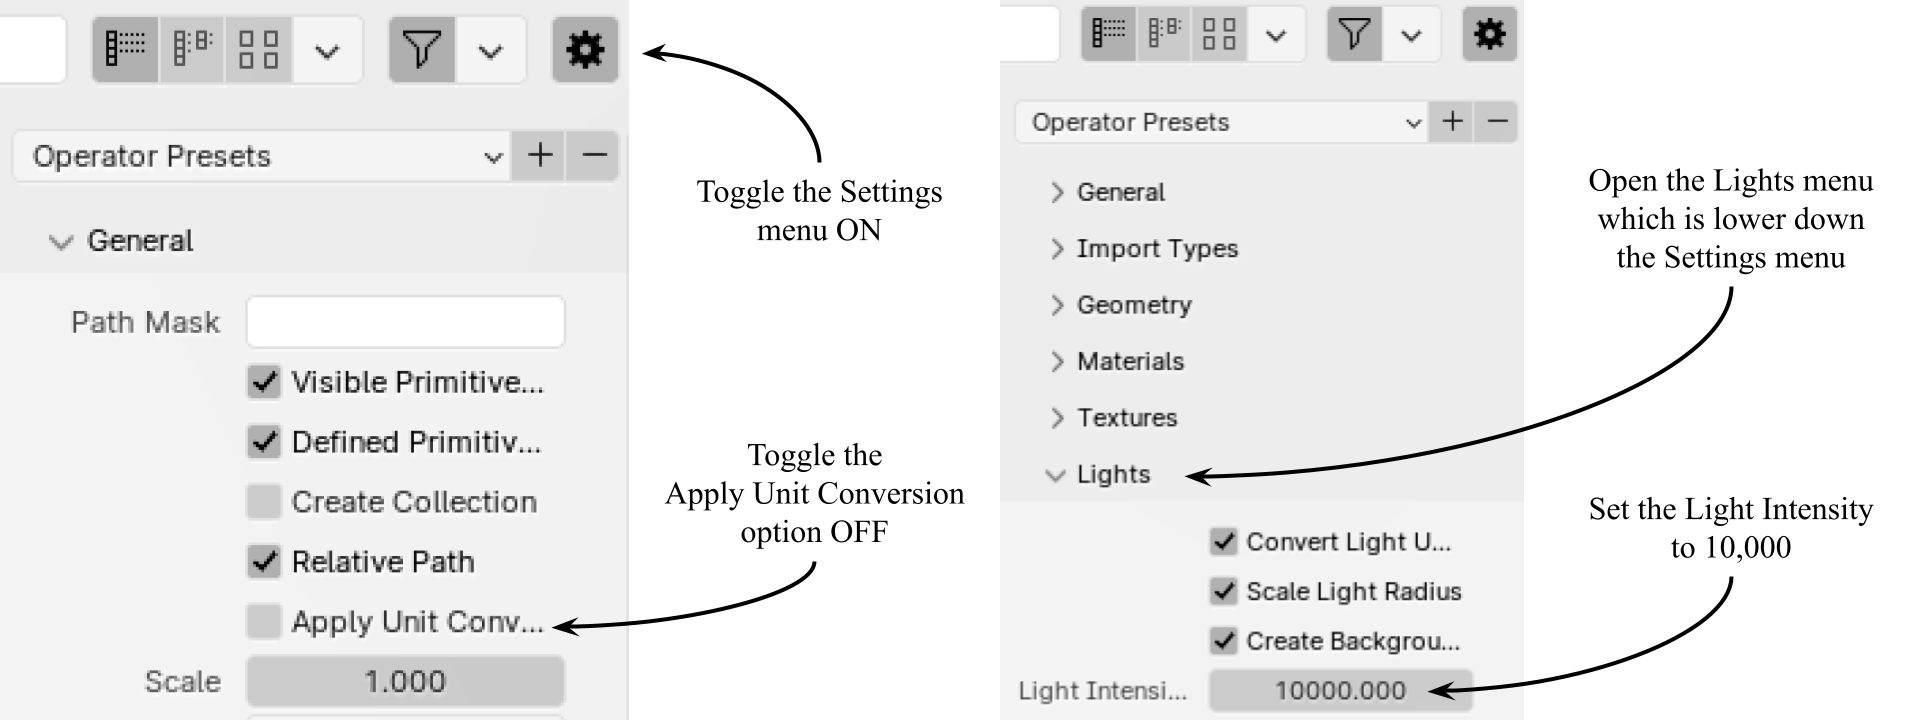 Operator Presets
General
Path Mask
Visible Primitive...
Defined Primitiv...
Create Collection
Relative Path
Apply Unit Conv...
Scale 1.000
Toggle the Settings
menu ON
Toggle the
Apply Unit Conversion
option OFF
Operator Presets
General
Import Types
Geometry
Materials
Textures
Lights
Convert Light U...
Scale Light Radius
Create Backgrou...
Light Intensi... 10000.000
Open the Lights menu
which is lower down
the Settings menu
Set the Light Intensity
to 10,000